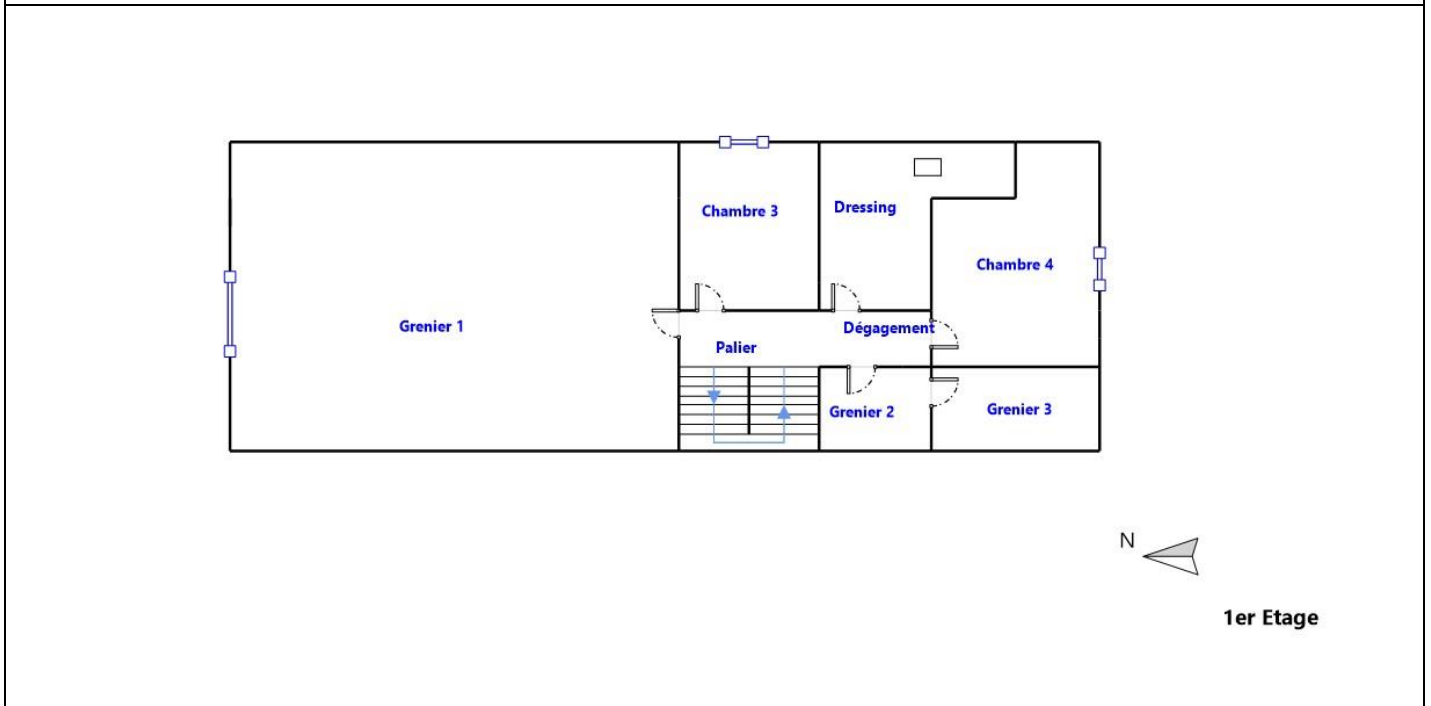 Chambre 3
Dressing
Chambre 4
Grenier 1
Dégagement
Palier
Grenier 2
Grenier 3
N
1er Etage